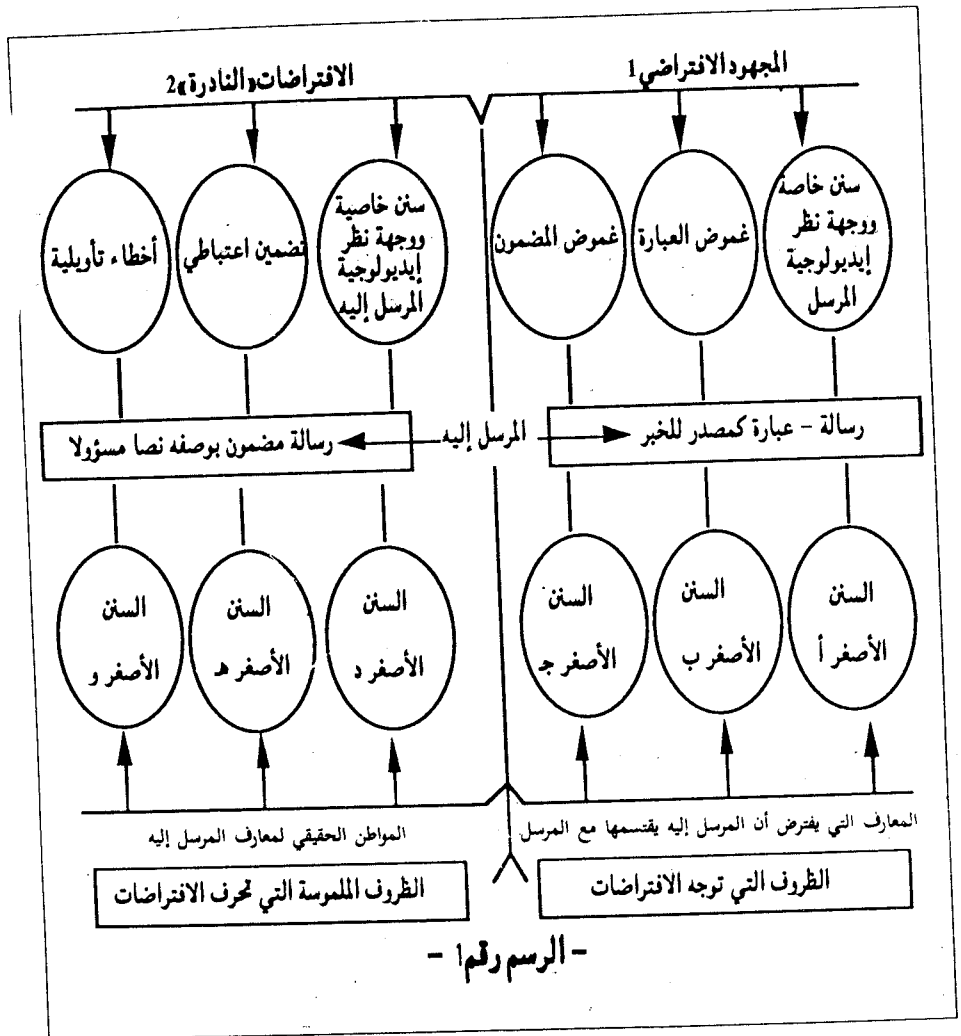 المجهود الافتراضي 1
الافتراضات «النادرة» 2
سنن خاصة
ووجهة نظر
إيديولوجية
المرسل
غموض العبارة
غموض المضمون
سنن خاصية
ووجهة نظر
إيديولوجية
المرسل إليه
تضمين اعتباطي
أخطاء تأويلية
رسالة - عبارة كمصدر للخبر
المرسل إليه
رسالة مضمون بوصفه نصا مسؤولا
السنن
الأصغر أ
السنن
الأصغر ب
السنن
الأصغر جـ
السنن
الأصغر د
السنن
الأصغر هـ
السنن
الأصغر و
المعارف التي يفترض أن المرسل إليه يقتسمها مع المرسل
المواطن الحقيقي لمعارف المرسل إليه
الظروف التي توجه الافتراضات
الظروف الملموسة التي تحرف الافتراضات
- الرسم رقم 1 -